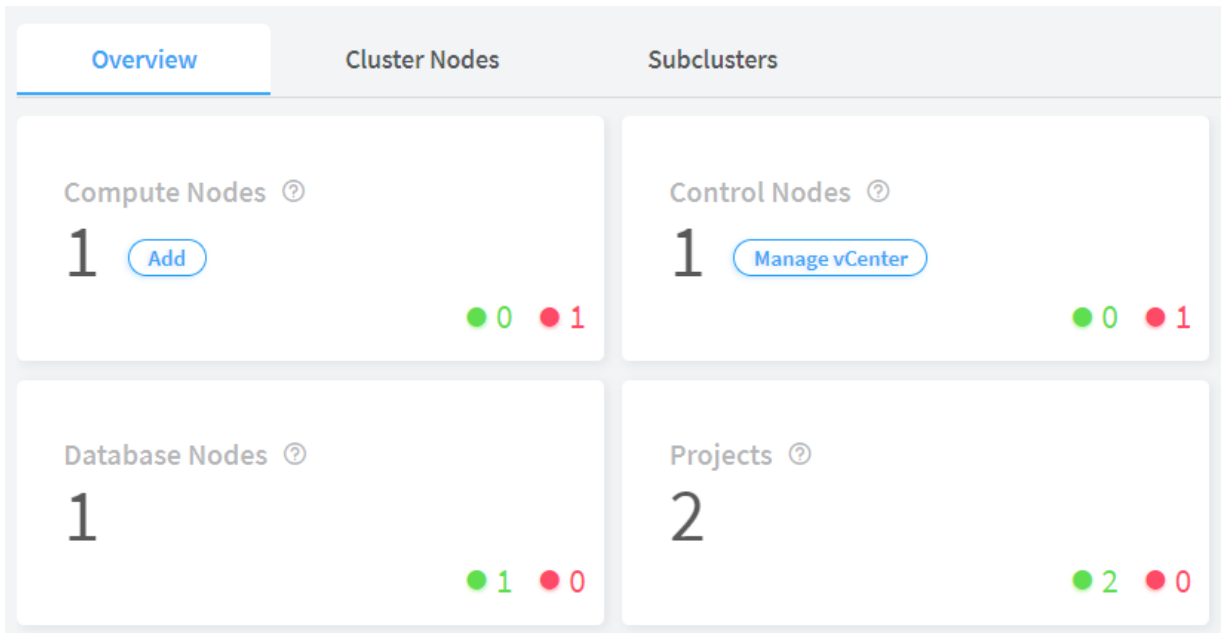 Overview Cluster Nodes Subclusters
Compute Nodes ?
1 Add
0 1
Control Nodes ?
1 Manage vCenter
0 1
Database Nodes ?
1
1 0
Projects ?
2
2 0